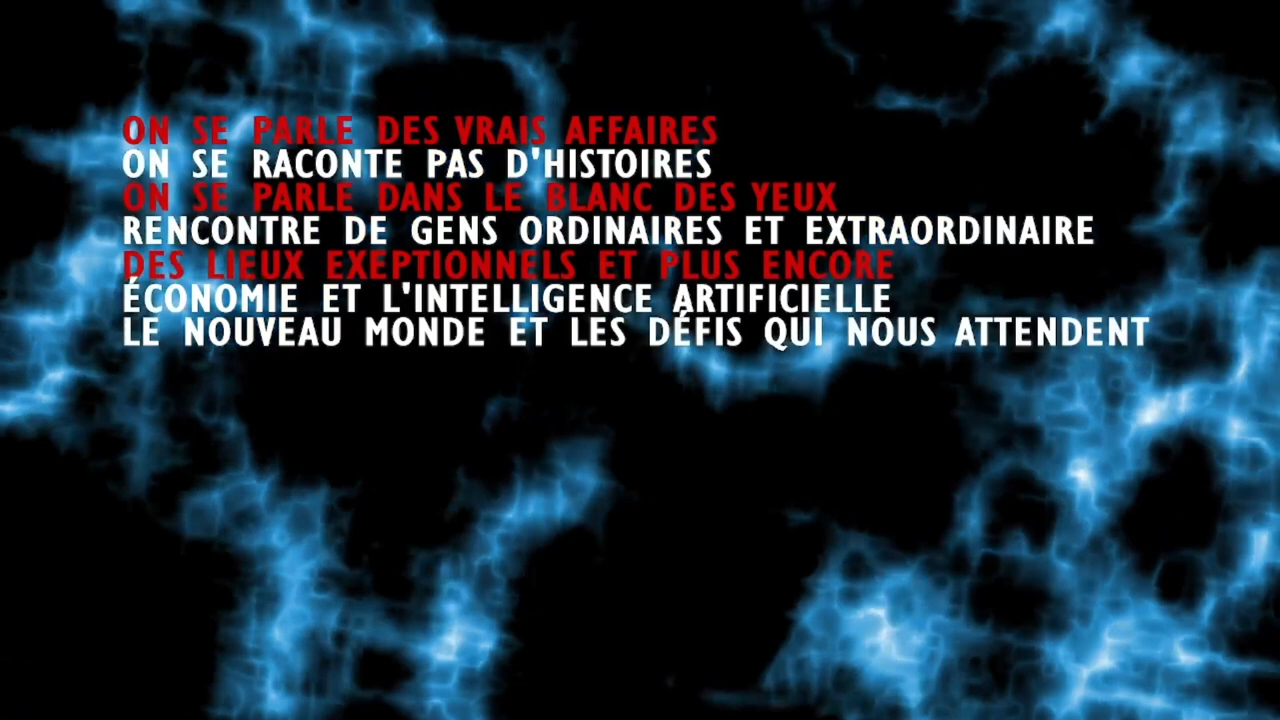 ON SE PARLE DES VRAIS AFFAIRES
ON SE RACONTE PAS D'HISTOIRES
ON SE PARLE DANS LE BLANC DES YEUX
RENCONTRE DE GENS ORDINAIRES ET EXTRAORDINAIRE
DES LIEUX EXEPTIONNELS ET PLUS ENCORE
ÉCONOMIE ET L'INTELLIGENCE ARTIFICIELLE
LE NOUVEAU MONDE ET LES DÉFIS QUI NOUS ATTENDENT